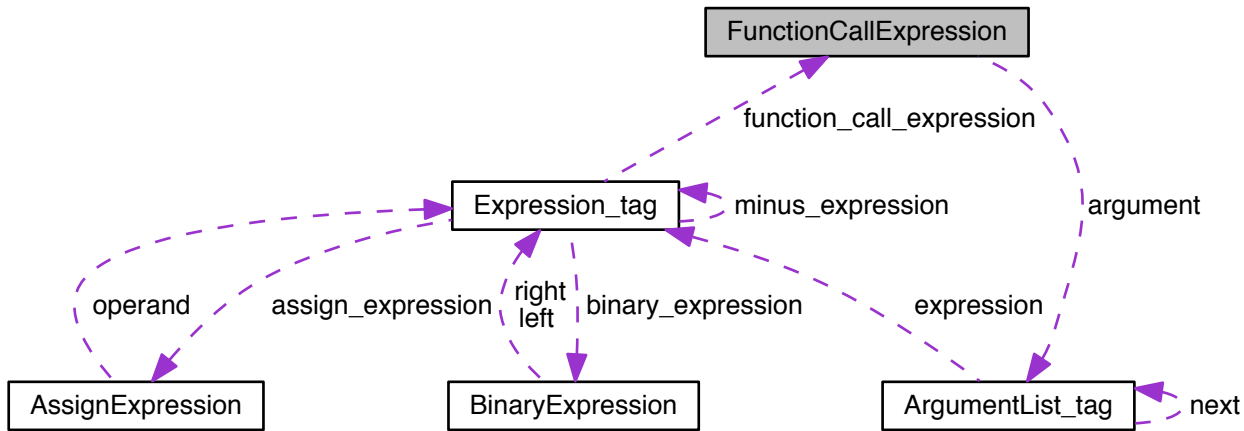 FunctionCallExpression
function_call_expression
Expression_tag
minus_expression
argument
operand
assign_expression
right
left
binary_expression
expression
AssignExpression
BinaryExpression
ArgumentList_tag
next